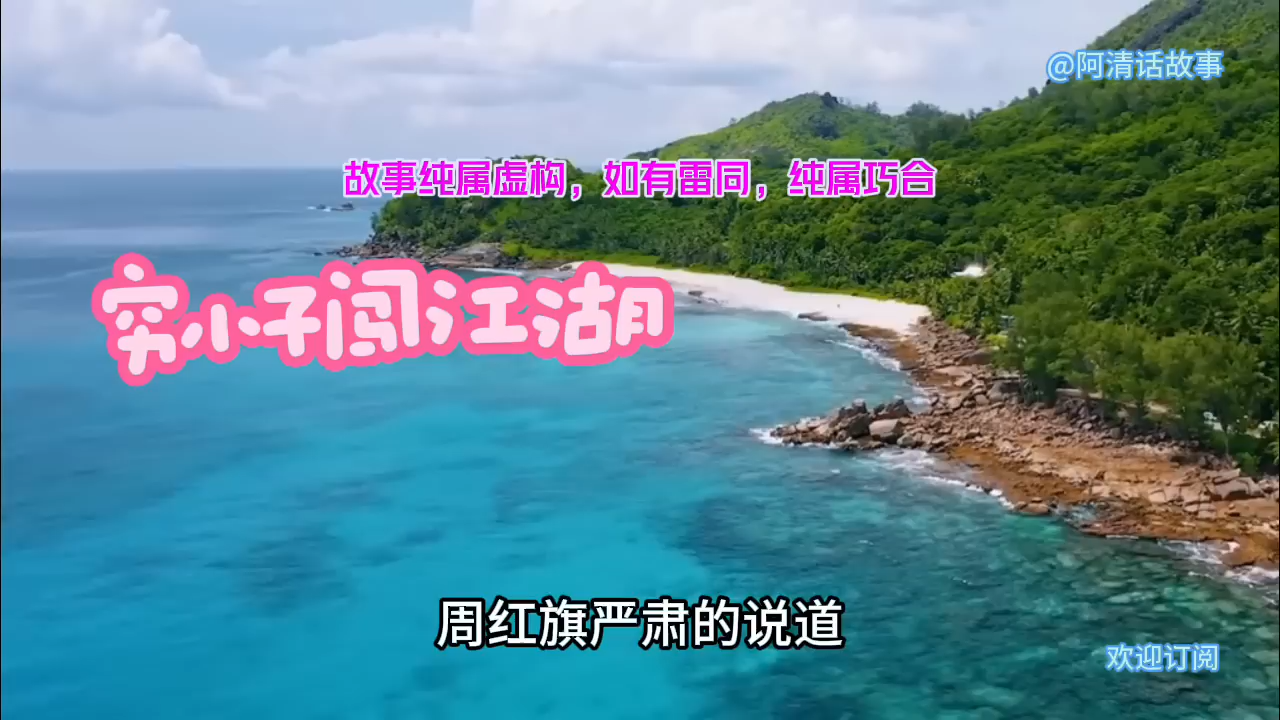 @阿清话故事
故事纯属虚构，如有雷同，纯属巧合
穷小子闯江湖
周红旗严肃的说道
欢迎订阅